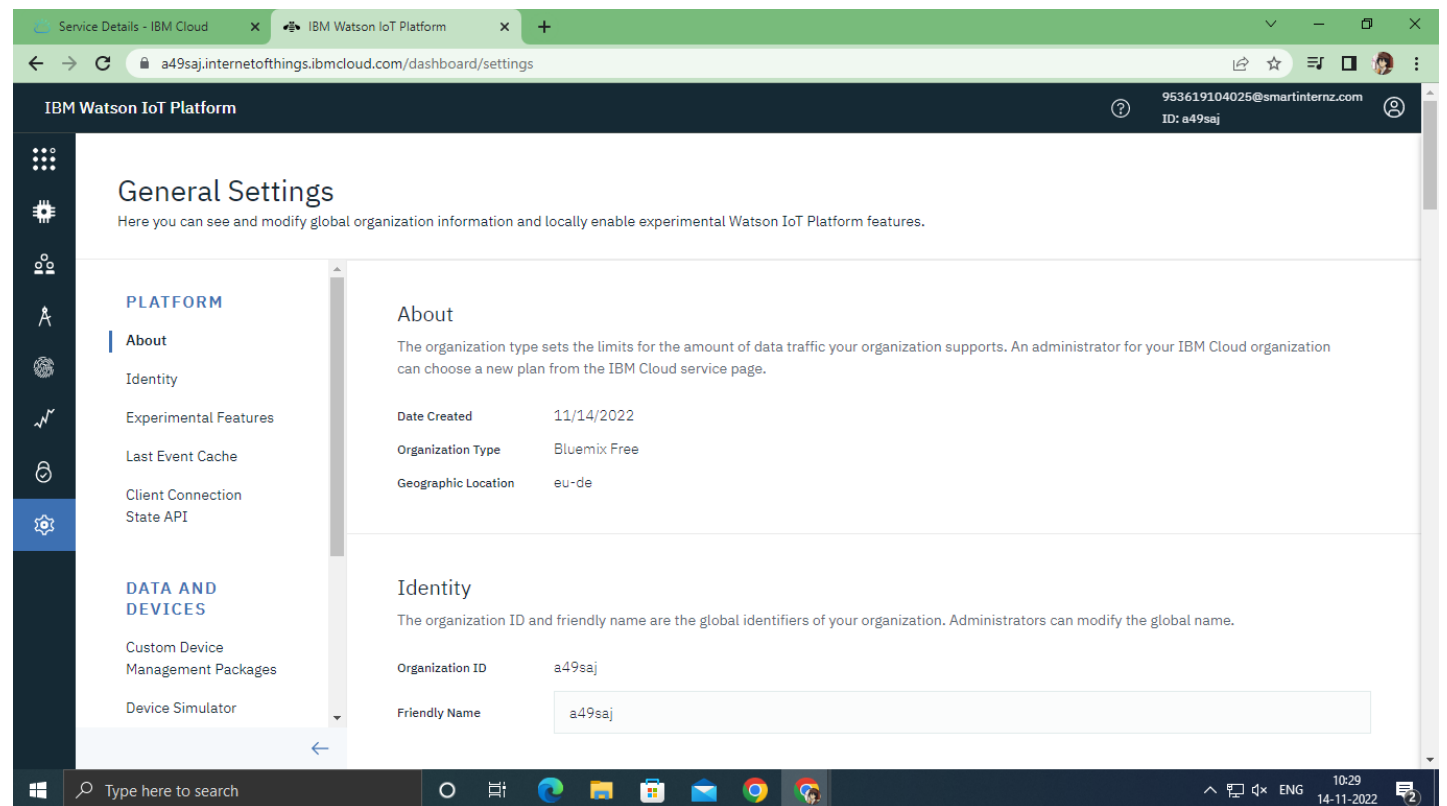 Service Details - IBM Cloud
IBM Watson IoT Platform
a49saj.internetofthings.ibmcloud.com/dashboard/settings
IBM Watson IoT Platform
953619104025@smartinternz.com
ID: a49saj
General Settings
Here you can see and modify global organization information and locally enable experimental Watson IoT Platform features.
PLATFORM
About
Identity
Experimental Features
Last Event Cache
Client Connection
State API
DATA AND
DEVICES
Custom Device
Management Packages
Device Simulator
About
The organization type sets the limits for the amount of data traffic your organization supports. An administrator for your IBM Cloud organization
can choose a new plan from the IBM Cloud service page.
Date Created 11/14/2022
Organization Type Bluemix Free
Geographic Location eu-de
Identity
The organization ID and friendly name are the global identifiers of your organization. Administrators can modify the global name.
Organization ID a49saj
Friendly Name a49saj
Type here to search
ENG
10:29
14-11-2022
2